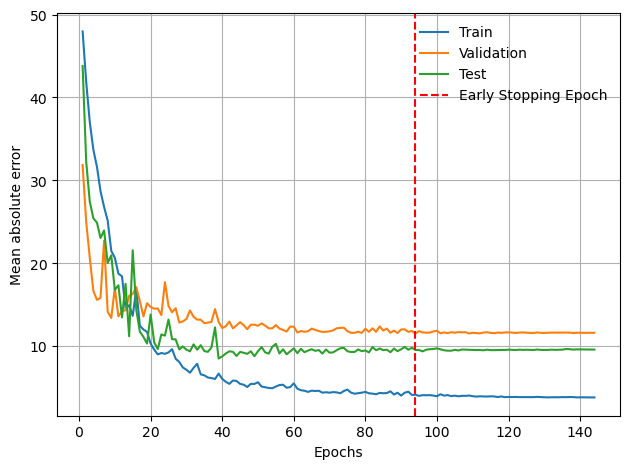 50
40
30
20
10
Mean absolute error
Train
Validation
Test
Early Stopping Epoch
0 20 40 60 80 100 120 140
Epochs